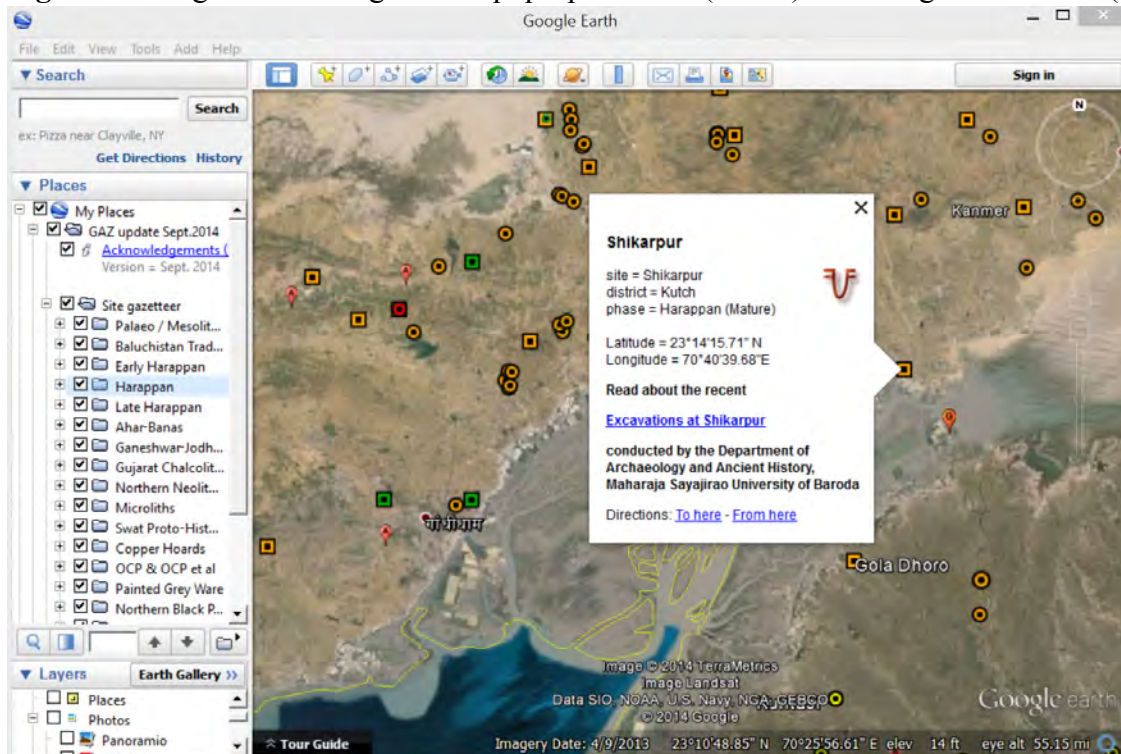 Google Earth
File Edit View Tools Add Help
▼ Search
Search
ex: Pizza near Clayville, NY
Get Directions History
▼ Places
My Places
GAZ update Sept.2014
Acknowledgements (
Version = Sept. 2014
Site gazetteer
Palaeo / Mesolit...
Baluchistan Trad...
Early Harappan
Harappan
Late Harappan
Ahar-Banas
Ganeshwar-Jodh...
Gujarat Chalcolit...
Northern Neolit...
Microliths
Swat Proto-Hist...
Copper Hoards
OCP & OCP et al
Painted Grey Ware
Northern Black P...
▼ Layers
Earth Gallery >>
Places
Photos
Panoramio
Sign in
N
Kanmer
Shikarpur
site = Shikarpur
district = Kutch
phase = Harappan (Mature)
Latitude = 23°14'15.71" N
Longitude = 70°40'39.68"E
Read about the recent
Excavations at Shikarpur
conducted by the Department of
Archaeology and Ancient History,
Maharaja Sayajirao University of Baroda
Directions: To here - From here
A
A
G
A
Gola Dhoro
Image © 2014 TerraMetrics
Image Landsat
Data SIO, NOAA, U.S. Navy, NGA, GEBCO
© 2014 Google
Google earth
Tour Guide
Imagery Date: 4/9/2013 23°10'48.85" N 70°25'56.61" E elev 14 ft eye alt 55.15 mi